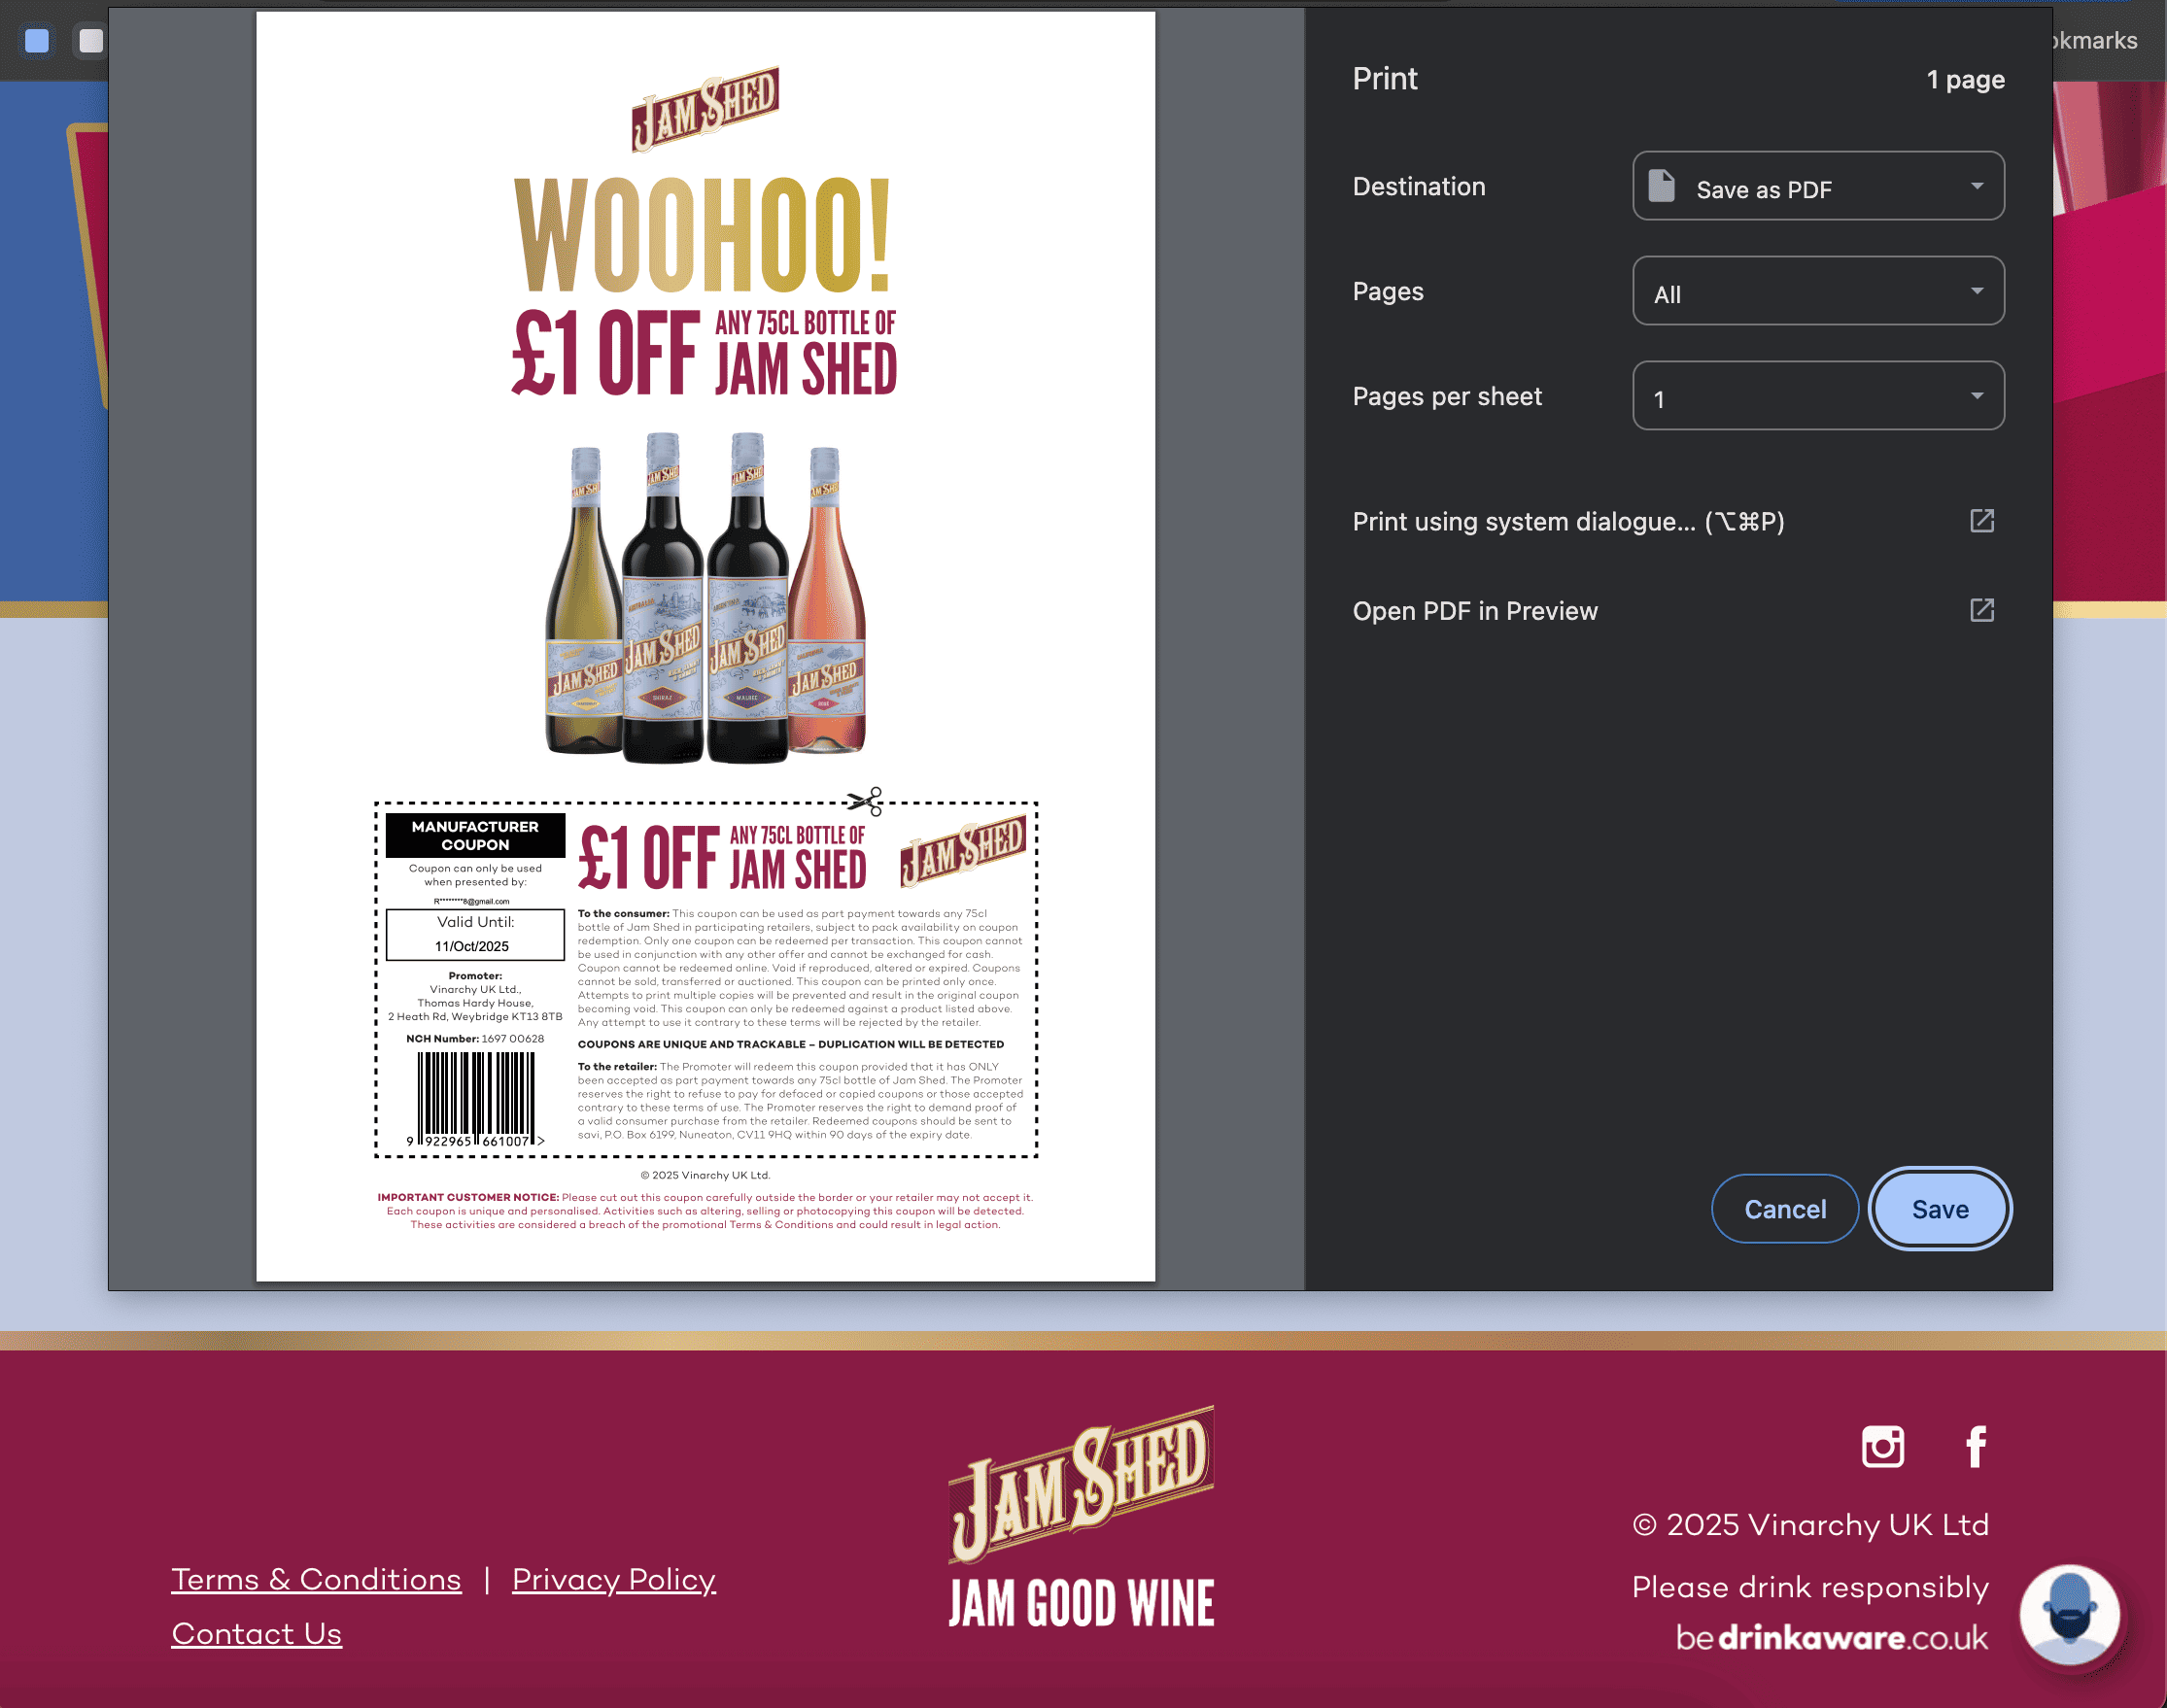 okmarks
JAM SHED
WOOHOO!
£1 OFF ANY 75CL BOTTLE OF
JAM SHED
JAM SHED
JAM SHED
SHIRAZ
JAM SHED
MALBEC
JAM SHED
MANUFACTURER
COUPON
Coupon can only be used
when presented by:
R********8@gmail.com
Valid Until:
11/Oct/2025
Promoter:
Vinarchy UK Ltd.,
Thomas Hardy House,
2 Heath Rd, Weybridge KT13 8TB
NCH Number: 1697 00628
9 922965 661007 >
£1 OFF ANY 75CL BOTTLE OF
JAM SHED
JAM SHED
To the consumer: This coupon can be used as part payment towards any 75cl
bottle of Jam Shed in participating retailers, subject to pack availability on coupon
redemption. Only one coupon can be redeemed per transaction. This coupon cannot
be used in conjunction with any other offer and cannot be exchanged for cash.
Coupon cannot be redeemed online. Void if reproduced, altered or expired. Coupons
cannot be sold, transferred or auctioned. This coupon can be printed only once.
Attempts to print multiple copies will be prevented and result in the original coupon
becoming void. This coupon can only be redeemed against a product listed above.
Any attempt to use it contrary to these terms will be rejected by the retailer.
COUPONS ARE UNIQUE AND TRACKABLE – DUPLICATION WILL BE DETECTED
To the retailer: The Promoter will redeem this coupon provided that it has ONLY
been accepted as part payment towards any 75cl bottle of Jam Shed. The Promoter
reserves the right to refuse to pay for defaced or copied coupons or those accepted
contrary to these terms of use. The Promoter reserves the right to demand proof of
a valid consumer purchase from the retailer. Redeemed coupons should be sent to
savi, P.O. Box 6199, Nuneaton, CV11 9HQ within 90 days of the expiry date.
© 2025 Vinarchy UK Ltd.
IMPORTANT CUSTOMER NOTICE: Please cut out this coupon carefully outside the border or your retailer may not accept it.
Each coupon is unique and personalised. Activities such as altering, selling or photocopying this coupon will be detected.
These activities are considered a breach of the promotional Terms & Conditions and could result in legal action.
Print
1 page
Destination
Save as PDF
Pages
All
Pages per sheet
1
Print using system dialogue... (⌥⌘P)
Open PDF in Preview
Cancel
Save
Terms & Conditions | Privacy Policy
Contact Us
JAM SHED
JAM GOOD WINE
© 2025 Vinarchy UK Ltd
Please drink responsibly
bedrinkaware.co.uk